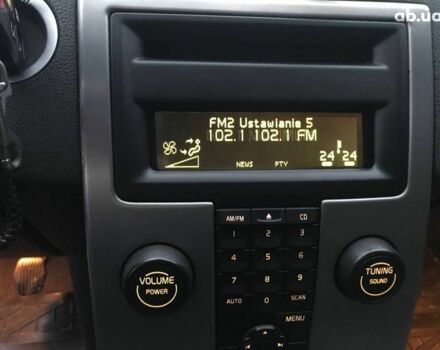 ab.ua
FM2 Ustawianie 5
102.1 102.1 FM
NEWS PTY
24 24
AM/FM CD
1 2 3
4 5 6
7 8 9
AUTO 0 SCAN
MENU
VOLUME
POWER
TUNING
SOUND